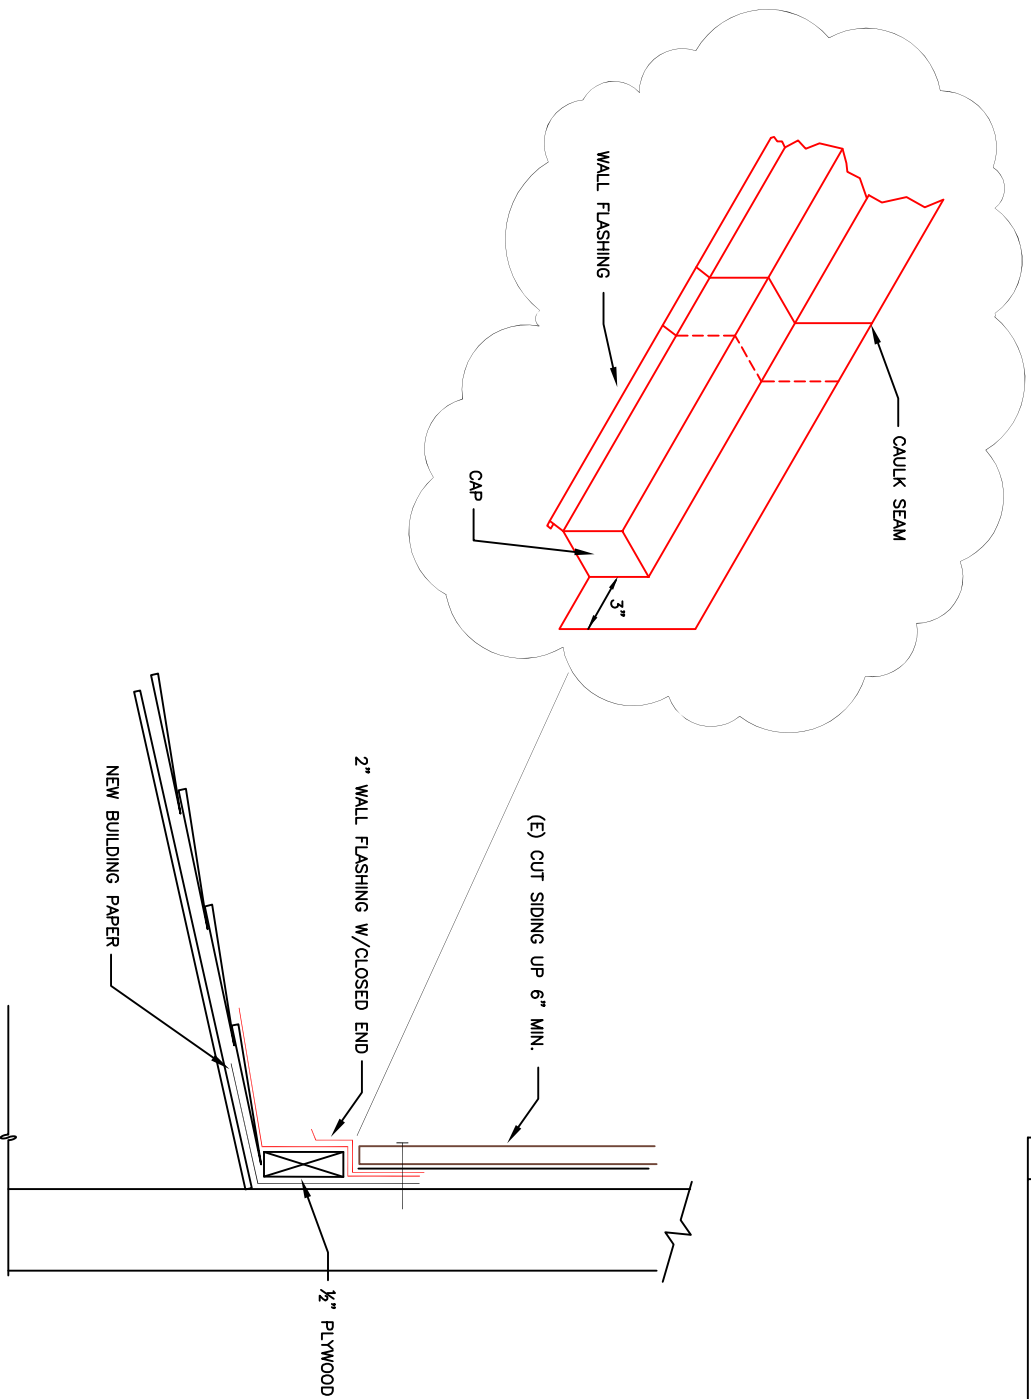 CAULK SEAM
WALL FLASHING
3"
CAP
(E) CUT SIDING UP 6" MIN.
2" WALL FLASHING W/CLOSED END
NEW BUILDING PAPER
½" PLYWOOD